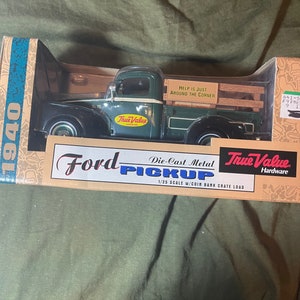 HELP IS JUST
AROUND THE CORNER
True Value
1940
Ford
Die-Cast Metal
PICKUP
1/25 SCALE W/COIN BANK CRATE LOAD
True Value
Hardware